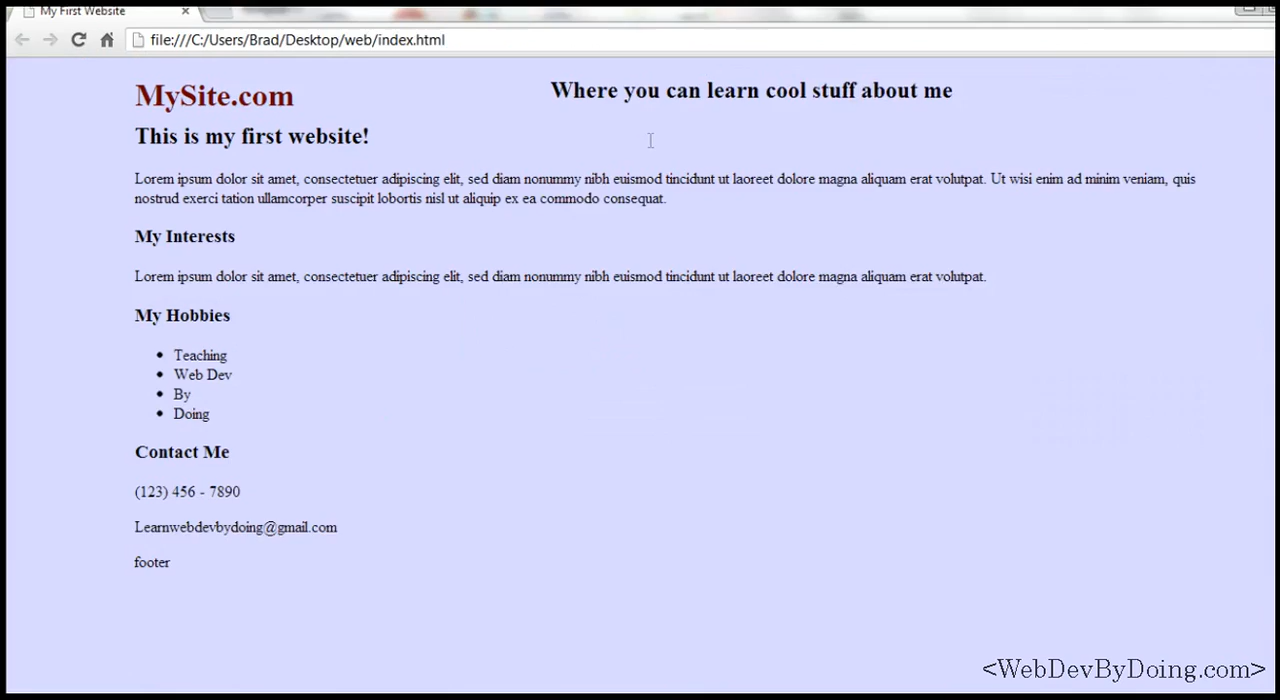 My First Website
file:///C:/Users/Brad/Desktop/web/index.html
MySite.com
Where you can learn cool stuff about me
This is my first website!
Lorem ipsum dolor sit amet, consectetuer adipiscing elit, sed diam nonummy nibh euismod tincidunt ut laoreet dolore magna aliquam erat volutpat. Ut wisi enim ad minim veniam, quis
nostrud exerci tation ullamcorper suscipit lobortis nisl ut aliquip ex ea commodo consequat.
My Interests
Lorem ipsum dolor sit amet, consectetuer adipiscing elit, sed diam nonummy nibh euismod tincidunt ut laoreet dolore magna aliquam erat volutpat.
My Hobbies
Teaching
Web Dev
By
Doing
Contact Me
(123) 456 - 7890
Learnwebdevbydoing@gmail.com
footer
<WebDevByDoing.com>